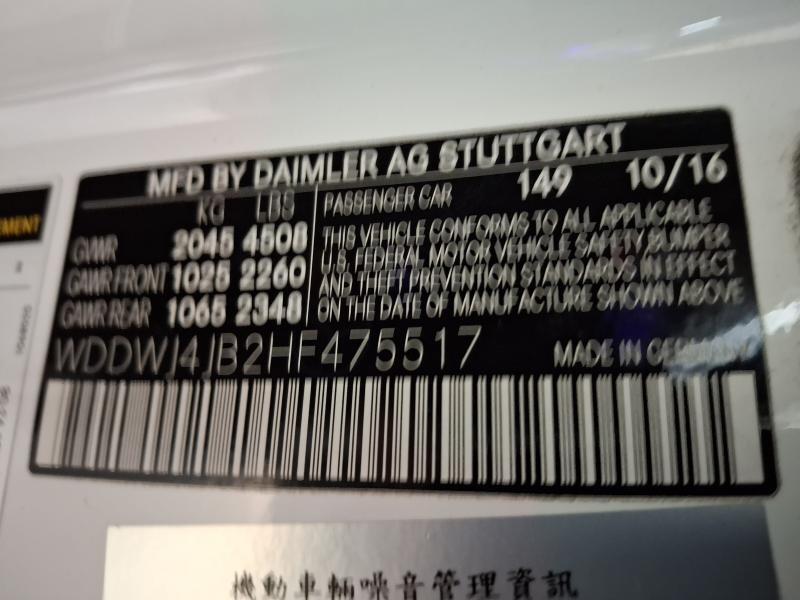 MFD BY DAIMLER AG STUTTGART
KG LBS
GVWR 2045 4508
GAWR FRONT 1025 2260
GAWR REAR 1065 2348
PASSENGER CAR 149 10/16
THIS VEHICLE CONFORMS TO ALL APPLICABLE
U.S. FEDERAL MOTOR VEHICLE SAFETY BUMPER
AND THEFT PREVENTION STANDARDS IN EFFECT
ON THE DATE OF MANUFACTURE SHOWN ABOVE
WDDWJ4JB2HF475517 MADE IN GERMANY
機動車輛噪音管理資訊